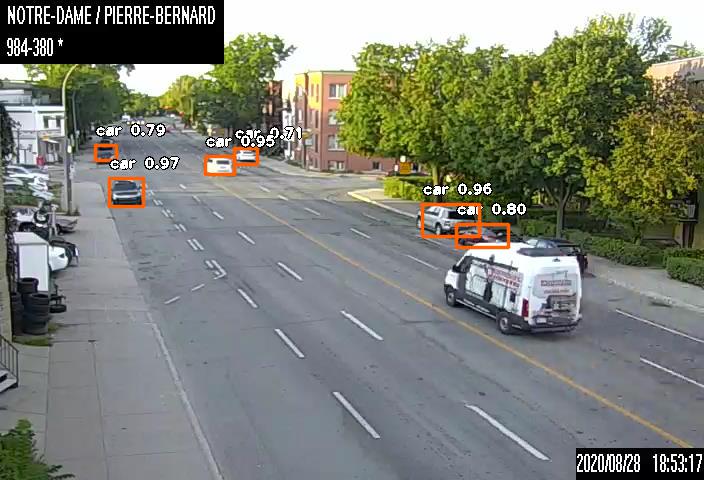 NOTRE-DAME / PIERRE-BERNARD
984-380 *
car 0.79
car 0.95
car 0.71
car 0.97
car 0.96
car 0.80
2020/08/28 18:53:17